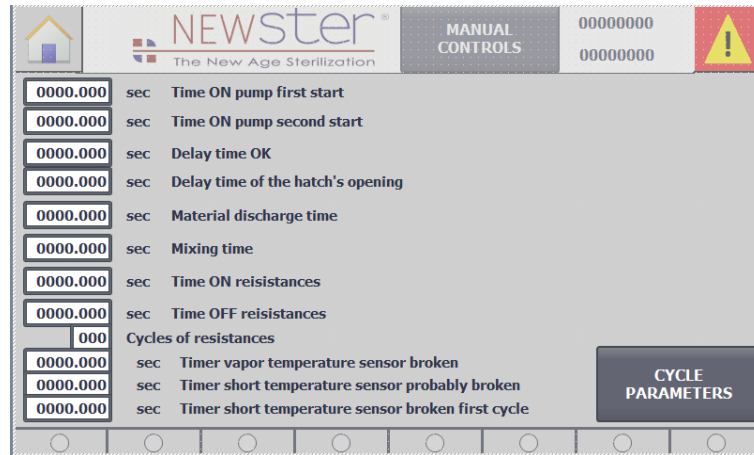 NEWSter®
The New Age Sterilization
MANUAL
CONTROLS
00000000
00000000
!
0000.000 sec Time ON pump first start
0000.000 sec Time ON pump second start
0000.000 sec Delay time OK
0000.000 sec Delay time of the hatch's opening
0000.000 sec Material discharge time
0000.000 sec Mixing time
0000.000 sec Time ON reisistances
0000.000 sec Time OFF reisistances
000 Cycles of resistances
0000.000 sec Timer vapor temperature sensor broken
0000.000 sec Timer short temperature sensor probably broken
0000.000 sec Timer short temperature sensor broken first cycle
CYCLE
PARAMETERS